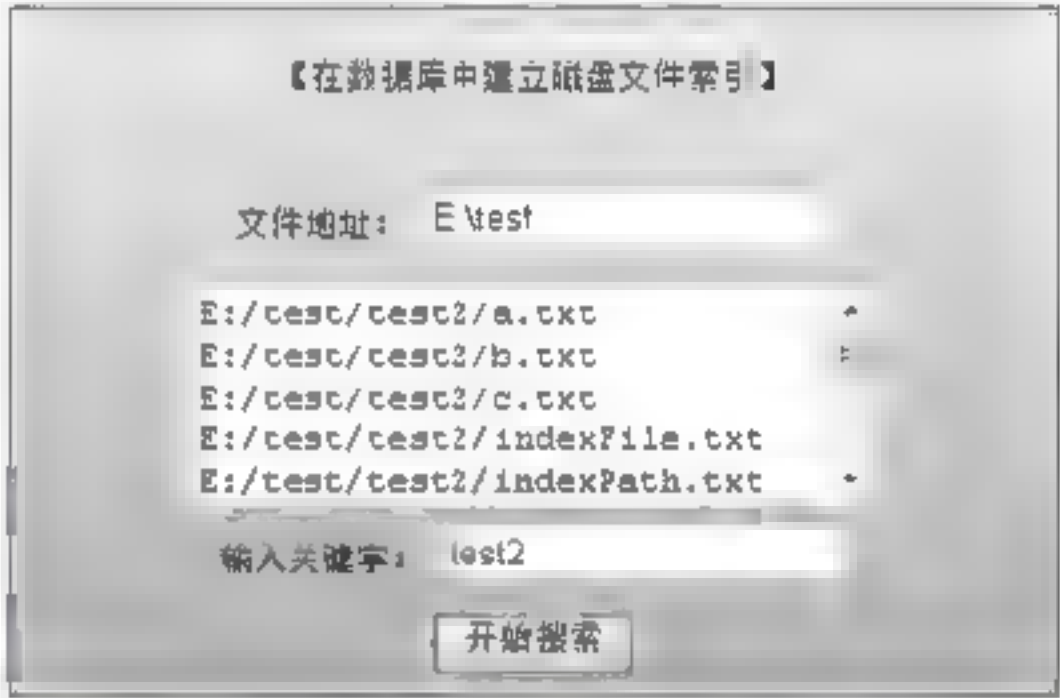 【在数据库中建立磁盘文件索引】
文件地址： E:\test
E:/test/test2/a.txt
E:/test/test2/b.txt
E:/test/test2/c.txt
E:/test/test2/indexFile.txt
E:/test/test2/indexPath.txt
输入关键字： test2
开始搜索